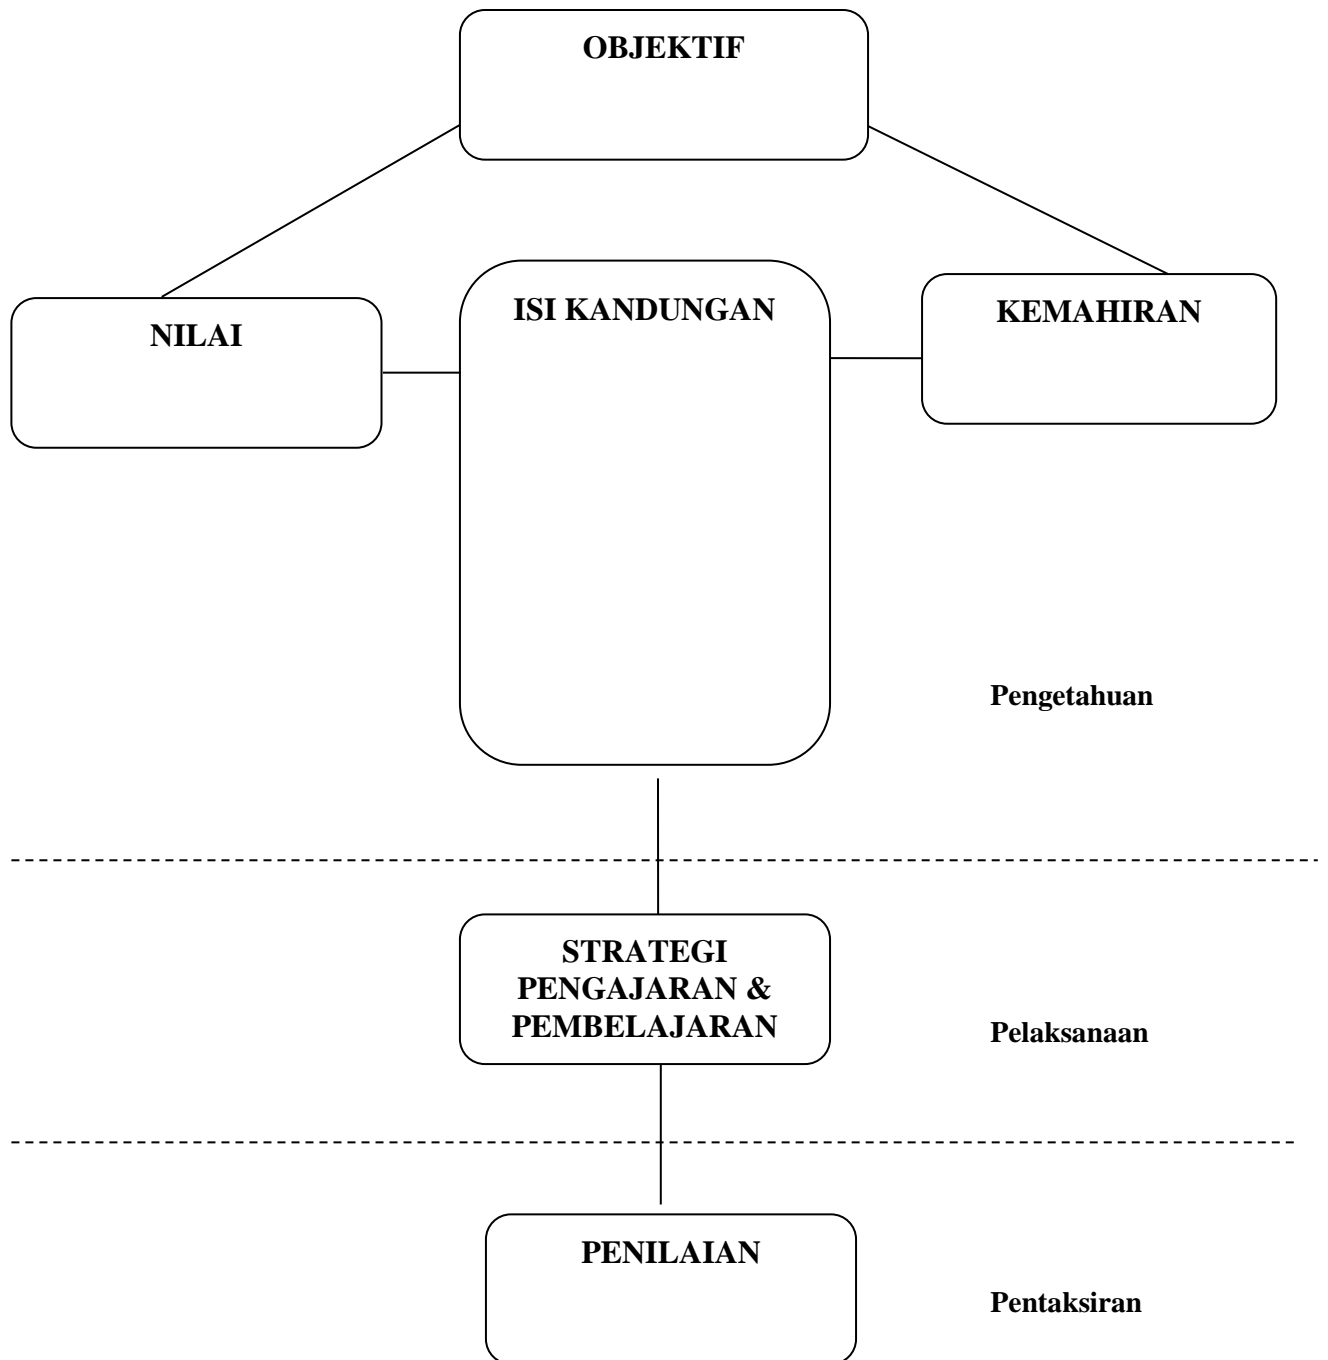 OBJEKTIF
NILAI
ISI KANDUNGAN
KEMAHIRAN
Pengetahuan
STRATEGI
PENGAJARAN &
PEMBELAJARAN
Pelaksanaan
PENILAIAN
Pentaksiran